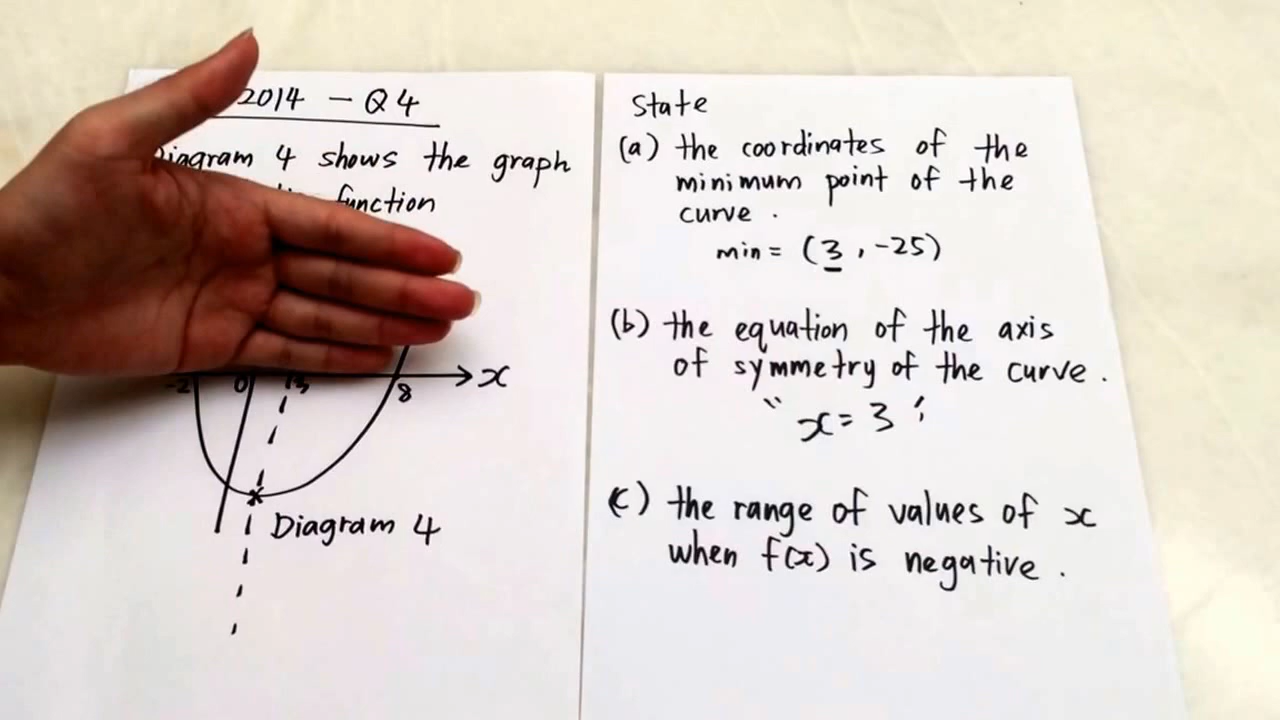 2014 - Q4
Diagram 4 shows the graph
function
-2 0 3 8 x
Diagram 4
State
(a) the coordinates of the
minimum point of the
curve.
min = (3, -25)
(b) the equation of the axis
of symmetry of the curve.
" x = 3 "
(c) the range of values of x
when f(x) is negative.